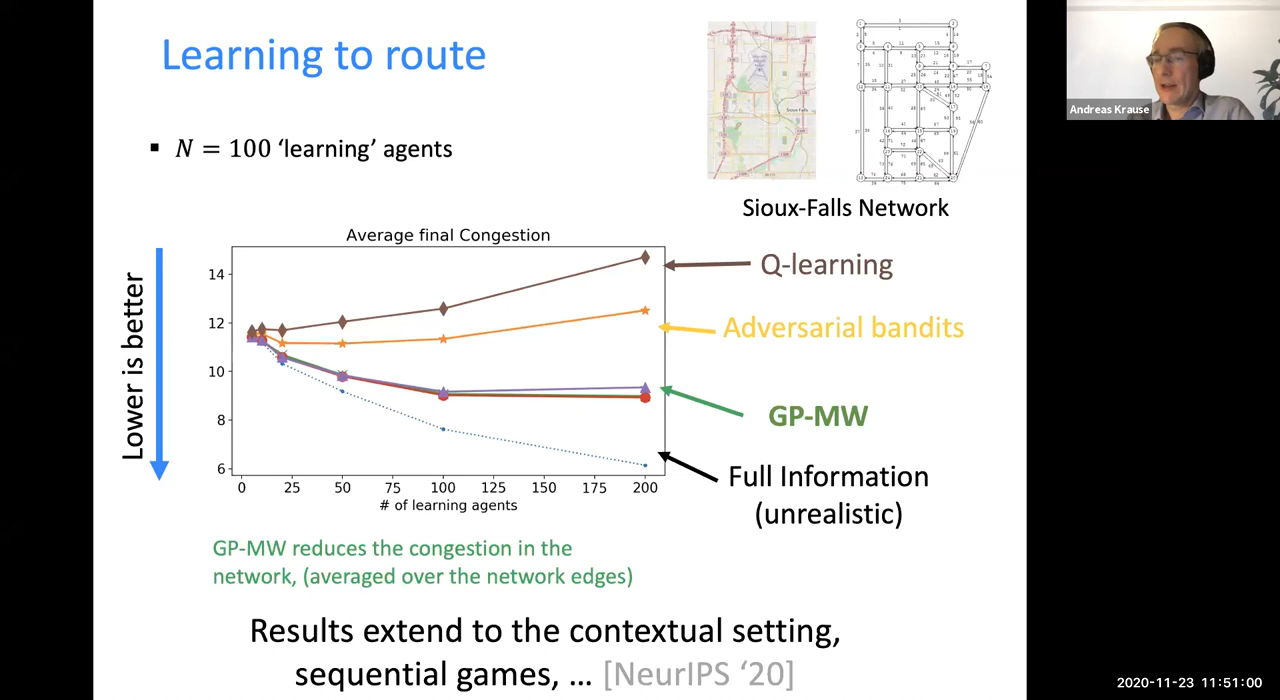 Learning to route
Andreas Krause
▪ N = 100 ‘learning’ agents
Sioux Falls
Sioux-Falls Network
Average final Congestion
Lower is better
14
12
10
8
6
0 25 50 75 100 125 150 175 200
# of learning agents
Q-learning
Adversarial bandits
GP-MW
Full Information
(unrealistic)
GP-MW reduces the congestion in the
network, (averaged over the network edges)
Results extend to the contextual setting,
sequential games, … [NeurIPS ‘20]
2020-11-23 11:51:00